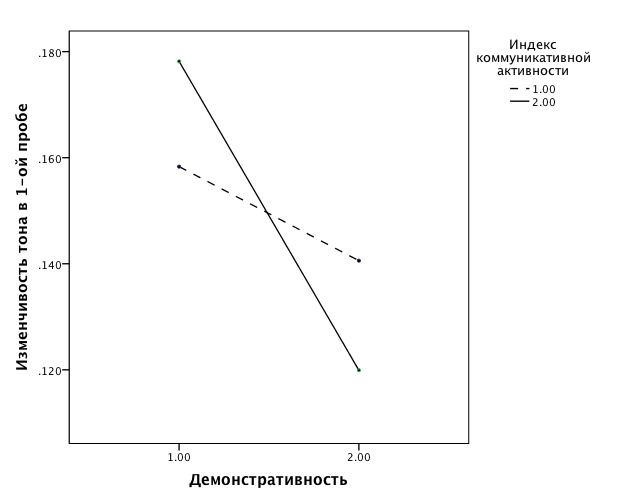 Индекс
коммуникативной
активности
1.00
2.00
Изменчивость тона в 1-ой пробе
.180
.160
.140
.120
1.00
2.00
Демонстративность